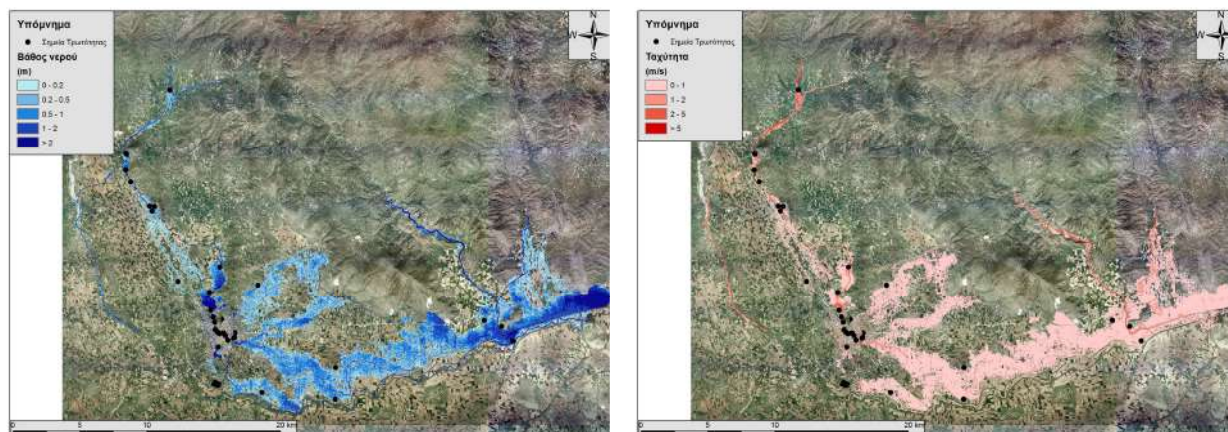 Υπόμνημα
Σημεία Τρωτότητας
Βάθος νερού
(m)
0 - 0.2
0.2 - 0.5
0.5 - 1
1 - 2
> 2
N
W E
S
0 5 10 20 km
Υπόμνημα
Σημεία Τρωτότητας
Ταχύτητα
(m/s)
0 - 1
1 - 2
2 - 5
> 5
N
W E
S
0 5 10 20 km